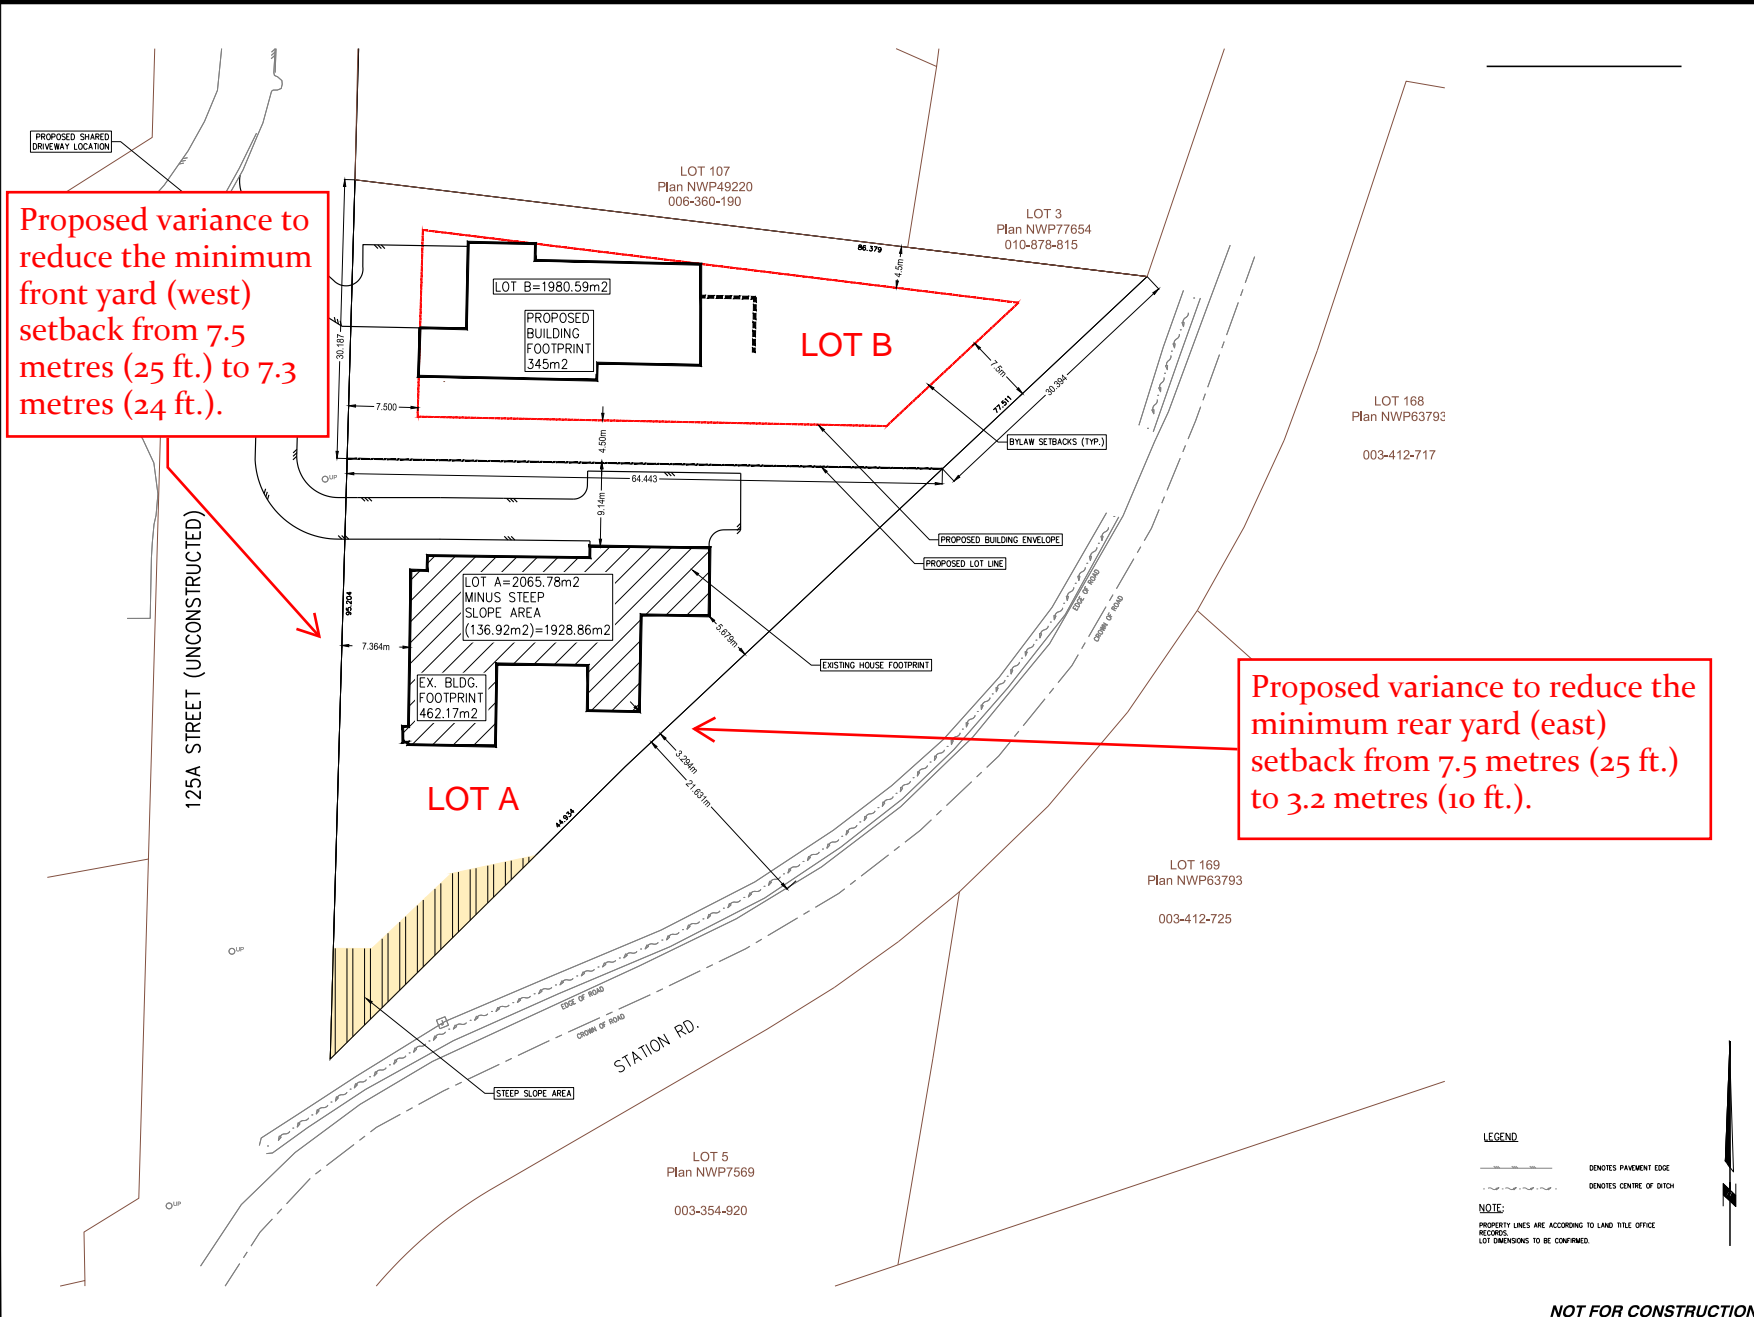 PROPOSED SHARED
DRIVEWAY LOCATION
Proposed variance to
reduce the minimum
front yard (west)
setback from 7.5
metres (25 ft.) to 7.3
metres (24 ft.).
LOT 107
Plan NWP49220
006-360-190
LOT 3
Plan NWP77654
010-878-815
86.379
4.5m
LOT B=1980.59m2
PROPOSED
BUILDING
FOOTPRINT
345m2
LOT B
30.187
7.500
4.50m
7.5m
77.511
30.394
BYLAW SETBACKS (TYP.)
LOT 168
Plan NWP63793
003-412-717
UP
64.443
9.14m
PROPOSED BUILDING ENVELOPE
PROPOSED LOT LINE
125A STREET (UNCONSTRUCTED)
95.204
7.364m
LOT A=2065.78m2
MINUS STEEP
SLOPE AREA
(136.92m2)=1928.86m2
5.679m
EXISTING HOUSE FOOTPRINT
EX. BLDG.
FOOTPRINT
462.17m2
EDGE OF ROAD
CROWN OF ROAD
Proposed variance to reduce the
minimum rear yard (east)
setback from 7.5 metres (25 ft.)
to 3.2 metres (10 ft.).
3.294m
21.631m
LOT A
44.934
LOT 169
Plan NWP63793
003-412-725
UP
EDGE OF ROAD
CROWN OF ROAD
STATION RD.
STEEP SLOPE AREA
LOT 5
Plan NWP7569
003-354-920
UP
LEGEND
DENOTES PAVEMENT EDGE
DENOTES CENTRE OF DITCH
NOTE:
PROPERTY LINES ARE ACCORDING TO LAND TITLE OFFICE
RECORDS.
LOT DIMENSIONS TO BE CONFIRMED.
N
NOT FOR CONSTRUCTION